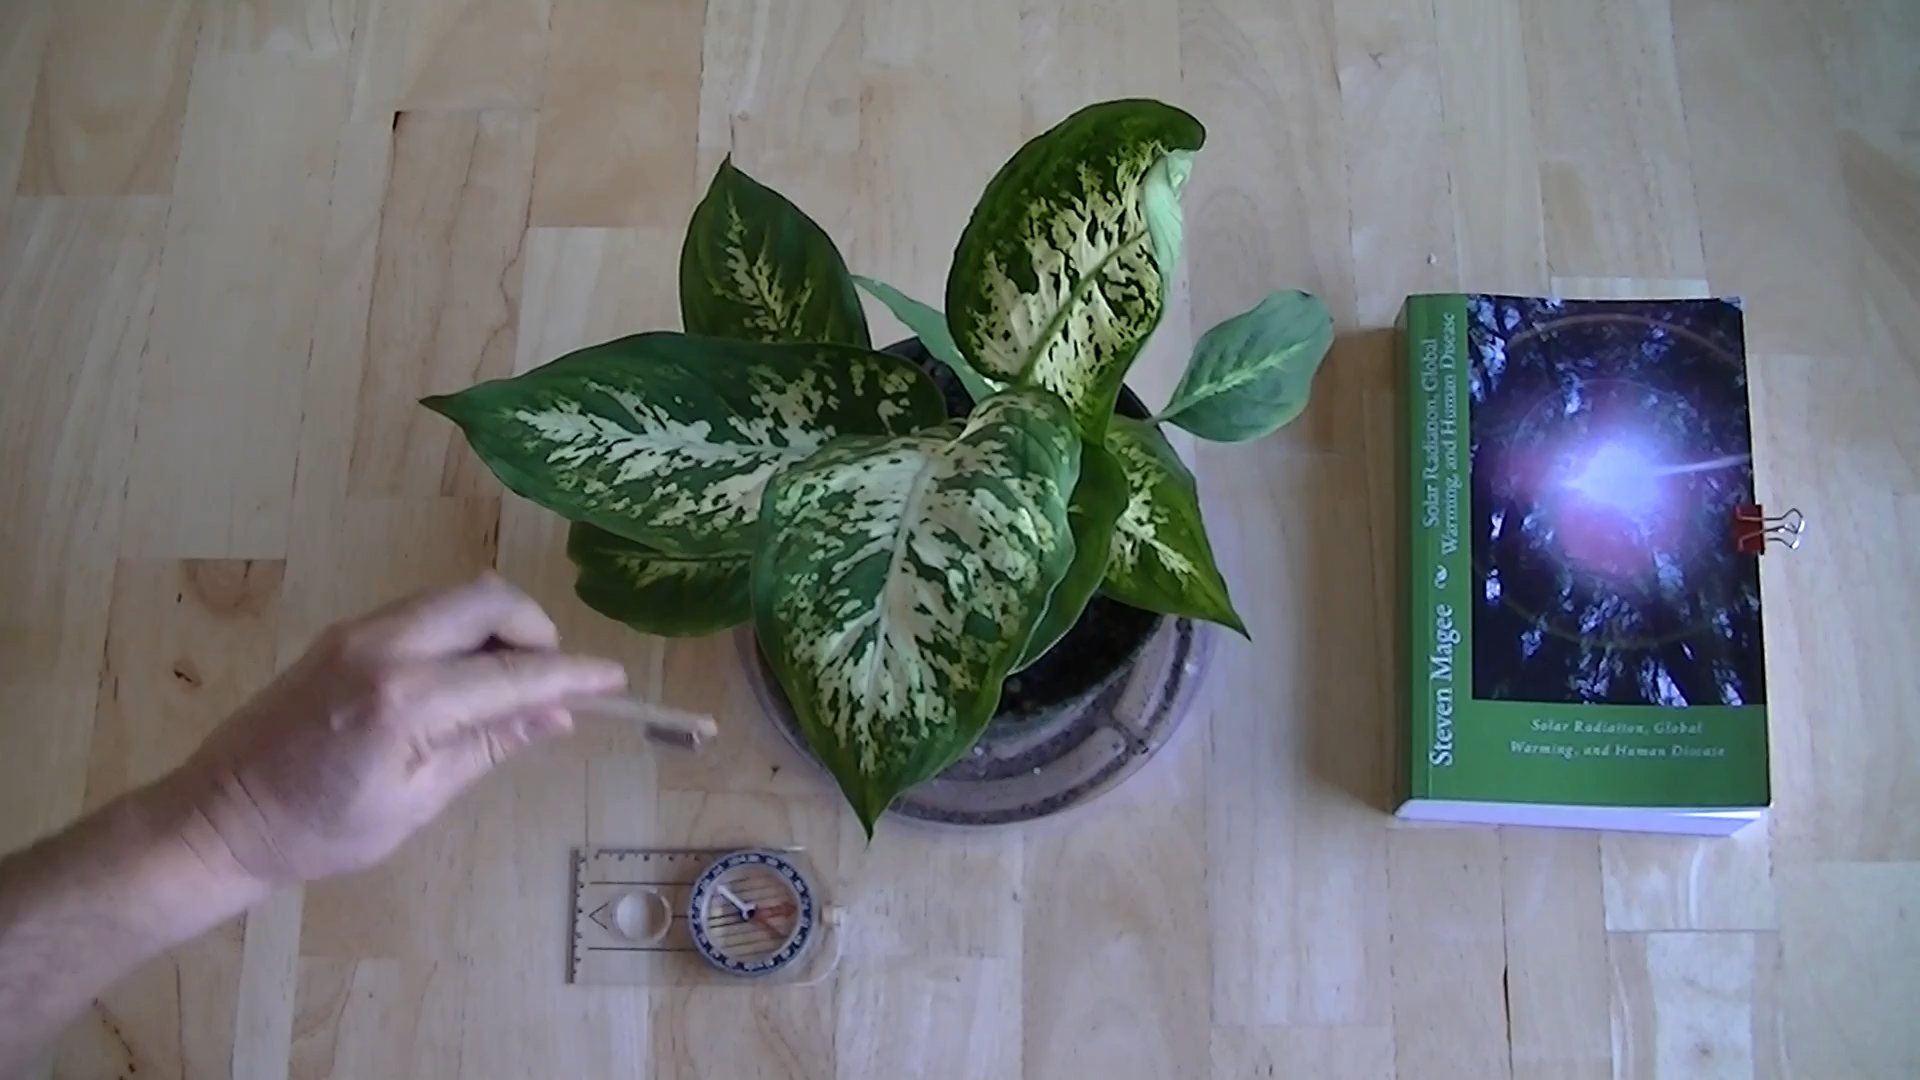 Solar Radiation, Global
Warming, and Human Disease
Steven Magee
Solar Radiation, Global
Warming, and Human Disease